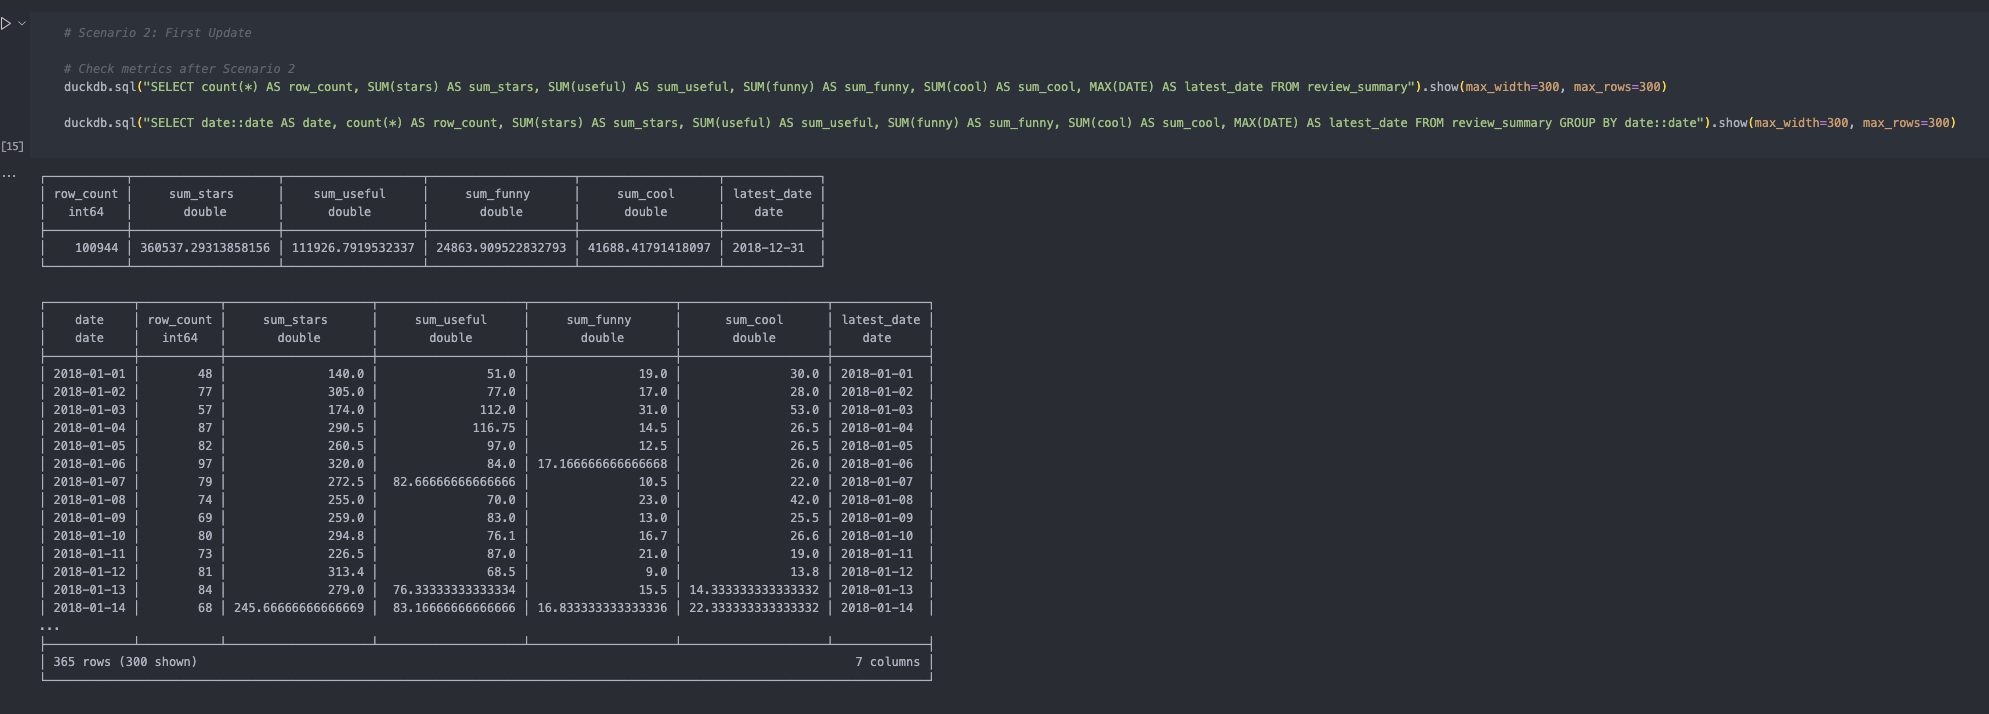 # Scenario 2: First Update
# Check metrics after Scenario 2
duckdb.sql("SELECT count(*) AS row_count, SUM(stars) AS sum_stars, SUM(useful) AS sum_useful, SUM(funny) AS sum_funny, SUM(cool) AS sum_cool, MAX(DATE) AS latest_date FROM review_summary").show(max_width=300, max_rows=300)
duckdb.sql("SELECT date::date AS date, count(*) AS row_count, SUM(stars) AS sum_stars, SUM(useful) AS sum_useful, SUM(funny) AS sum_funny, SUM(cool) AS sum_cool, MAX(DATE) AS latest_date FROM review_summary GROUP BY date::date").show(max_width=300, max_rows=300)
[15]
...
row_count sum_stars sum_useful sum_funny sum_cool latest_date
int64 double double double double date
100944 360537.29313858156 111926.7919532337 24863.909522832793 41688.41791418097 2018-12-31
date row_count sum_stars sum_useful sum_funny sum_cool latest_date
date int64 double double double double date
2018-01-01 48 140.0 51.0 19.0 30.0 2018-01-01
2018-01-02 77 305.0 77.0 17.0 28.0 2018-01-02
2018-01-03 57 174.0 112.0 31.0 53.0 2018-01-03
2018-01-04 87 290.5 116.75 14.5 26.5 2018-01-04
2018-01-05 82 260.5 97.0 12.5 26.5 2018-01-05
2018-01-06 97 320.0 84.0 17.166666666666668 26.0 2018-01-06
2018-01-07 79 272.5 82.66666666666666 10.5 22.0 2018-01-07
2018-01-08 74 255.0 70.0 23.0 42.0 2018-01-08
2018-01-09 69 259.0 83.0 13.0 25.5 2018-01-09
2018-01-10 80 294.8 76.1 16.7 26.6 2018-01-10
2018-01-11 73 226.5 87.0 21.0 19.0 2018-01-11
2018-01-12 81 313.4 68.5 9.0 13.8 2018-01-12
2018-01-13 84 279.0 76.33333333333334 15.5 14.333333333333332 2018-01-13
2018-01-14 68 245.66666666666669 83.16666666666666 16.833333333333336 22.333333333333332 2018-01-14
...
365 rows (300 shown) 7 columns